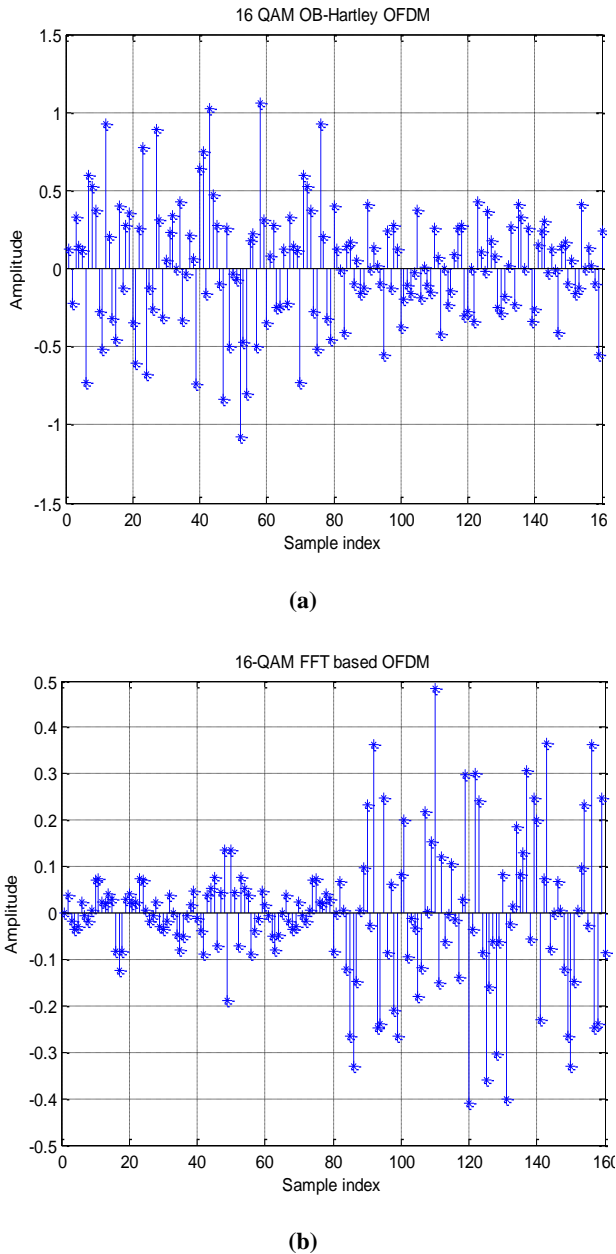 16 QAM OB-Hartley OFDM
1.5
1
0.5
0
-0.5
-1
-1.5
Amplitude
0 20 40 60 80 100 120 140 16
Sample index
(a)
16-QAM FFT based OFDM
0.5
0.4
0.3
0.2
0.1
0
-0.1
-0.2
-0.3
-0.4
-0.5
Amplitude
0 20 40 60 80 100 120 140 160
Sample index
(b)